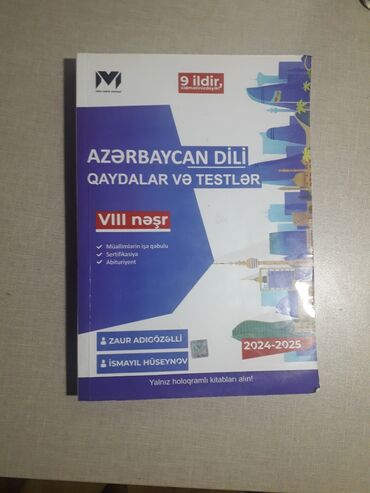 9 ildir,
xidmətinizdəyik!
AZƏRBAYCAN DİLİ
QAYDALAR VƏ TESTLƏR
VIII nəşr
Müəllimlərin işə qəbulu
Sertifikasiya
Abituriyent
ZAUR ADIGÖZƏLLİ
İSMAYIL HÜSEYNOV
2024-2025
Yalnız holoqramlı kitabları alın!